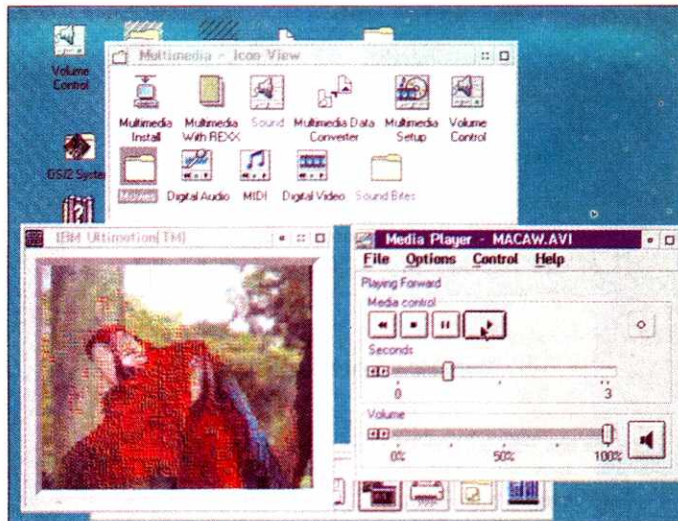 Multimedia - Icon View
Volume
Control
Multimedia
Install
Multimedia
With REXX
Sound
Multimedia Data
Converter
Multimedia
Setup
Volume
Control
OS/2 System
Movies
Digital Audio
MIDI
Digital Video
Sound Bites
IBM Ultimotion(TM)
Media Player - MACAW.AVI
File Options Control Help
Playing Forward
Media control
Seconds
0 3
Volume
0% 50% 100%